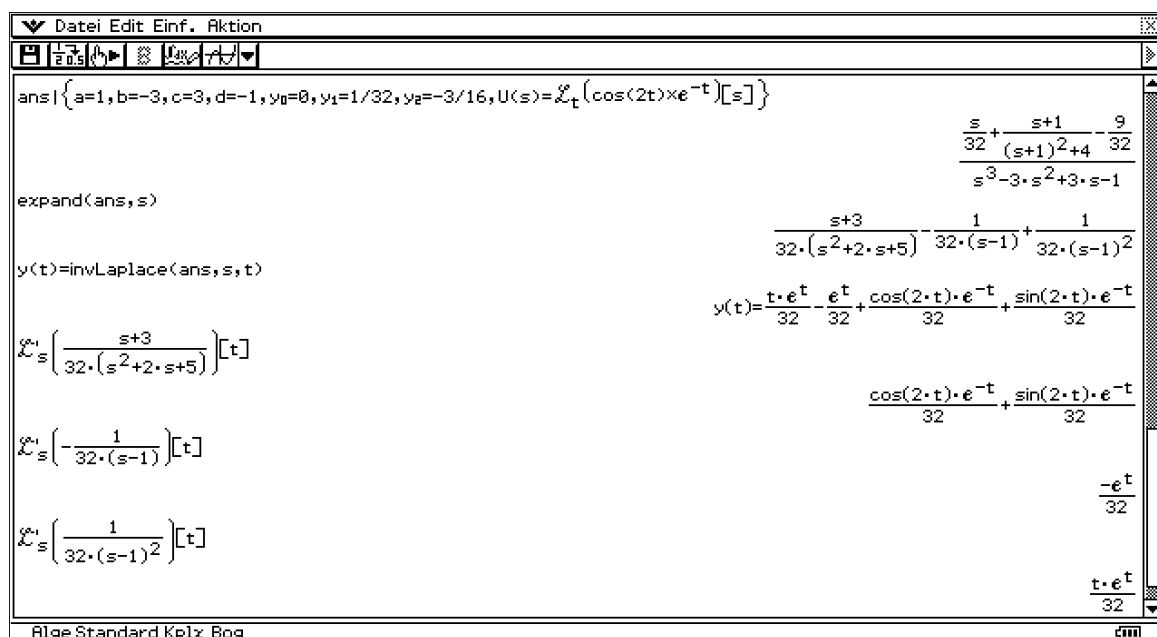 Datei Edit Einf. Aktion
ans|{a=1,b=-3,c=3,d=-1,y₀=0,y₁=1/32,y₂=-3/16,U(s)=ℒₜ(cos(2t)×e^(-t))[s]}
(s/32+(s+1)/((s+1)^2+4)-9/32)/(s^3-3·s^2+3·s-1)
expand(ans,s)
(s+3)/(32·(s^2+2·s+5))-1/(32·(s-1))+1/(32·(s-1)^2)
y(t)=invLaplace(ans,s,t)
y(t)=t·e^t/32-e^t/32+cos(2·t)·e^(-t)/32+sin(2·t)·e^(-t)/32
ℒ'ₛ((s+3)/(32·(s^2+2·s+5)))[t]
cos(2·t)·e^(-t)/32+sin(2·t)·e^(-t)/32
ℒ'ₛ(-1/(32·(s-1)))[t]
-e^t/32
ℒ'ₛ(1/(32·(s-1)^2))[t]
t·e^t/32
Alge Standard Kplx Bog